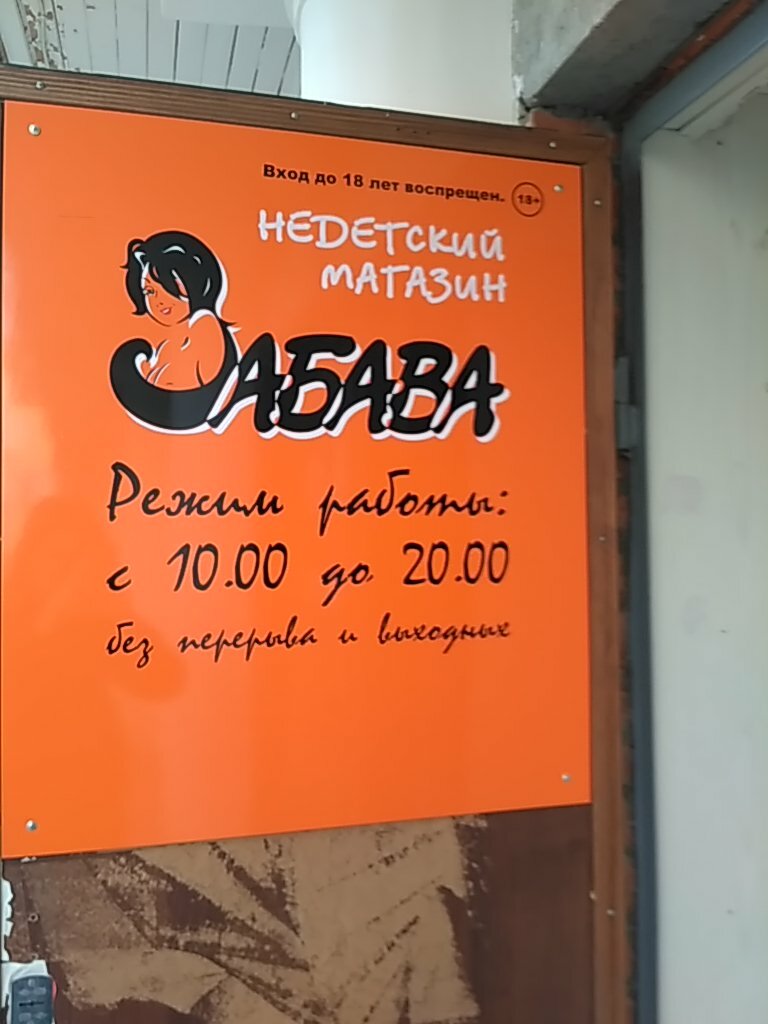 Вход до 18 лет воспрещен. 18+
НЕДЕТСКИЙ
МАГАЗИН
ЗАБАВА
Режим работы:
с 10.00 до 20.00
без перерыва и выходных